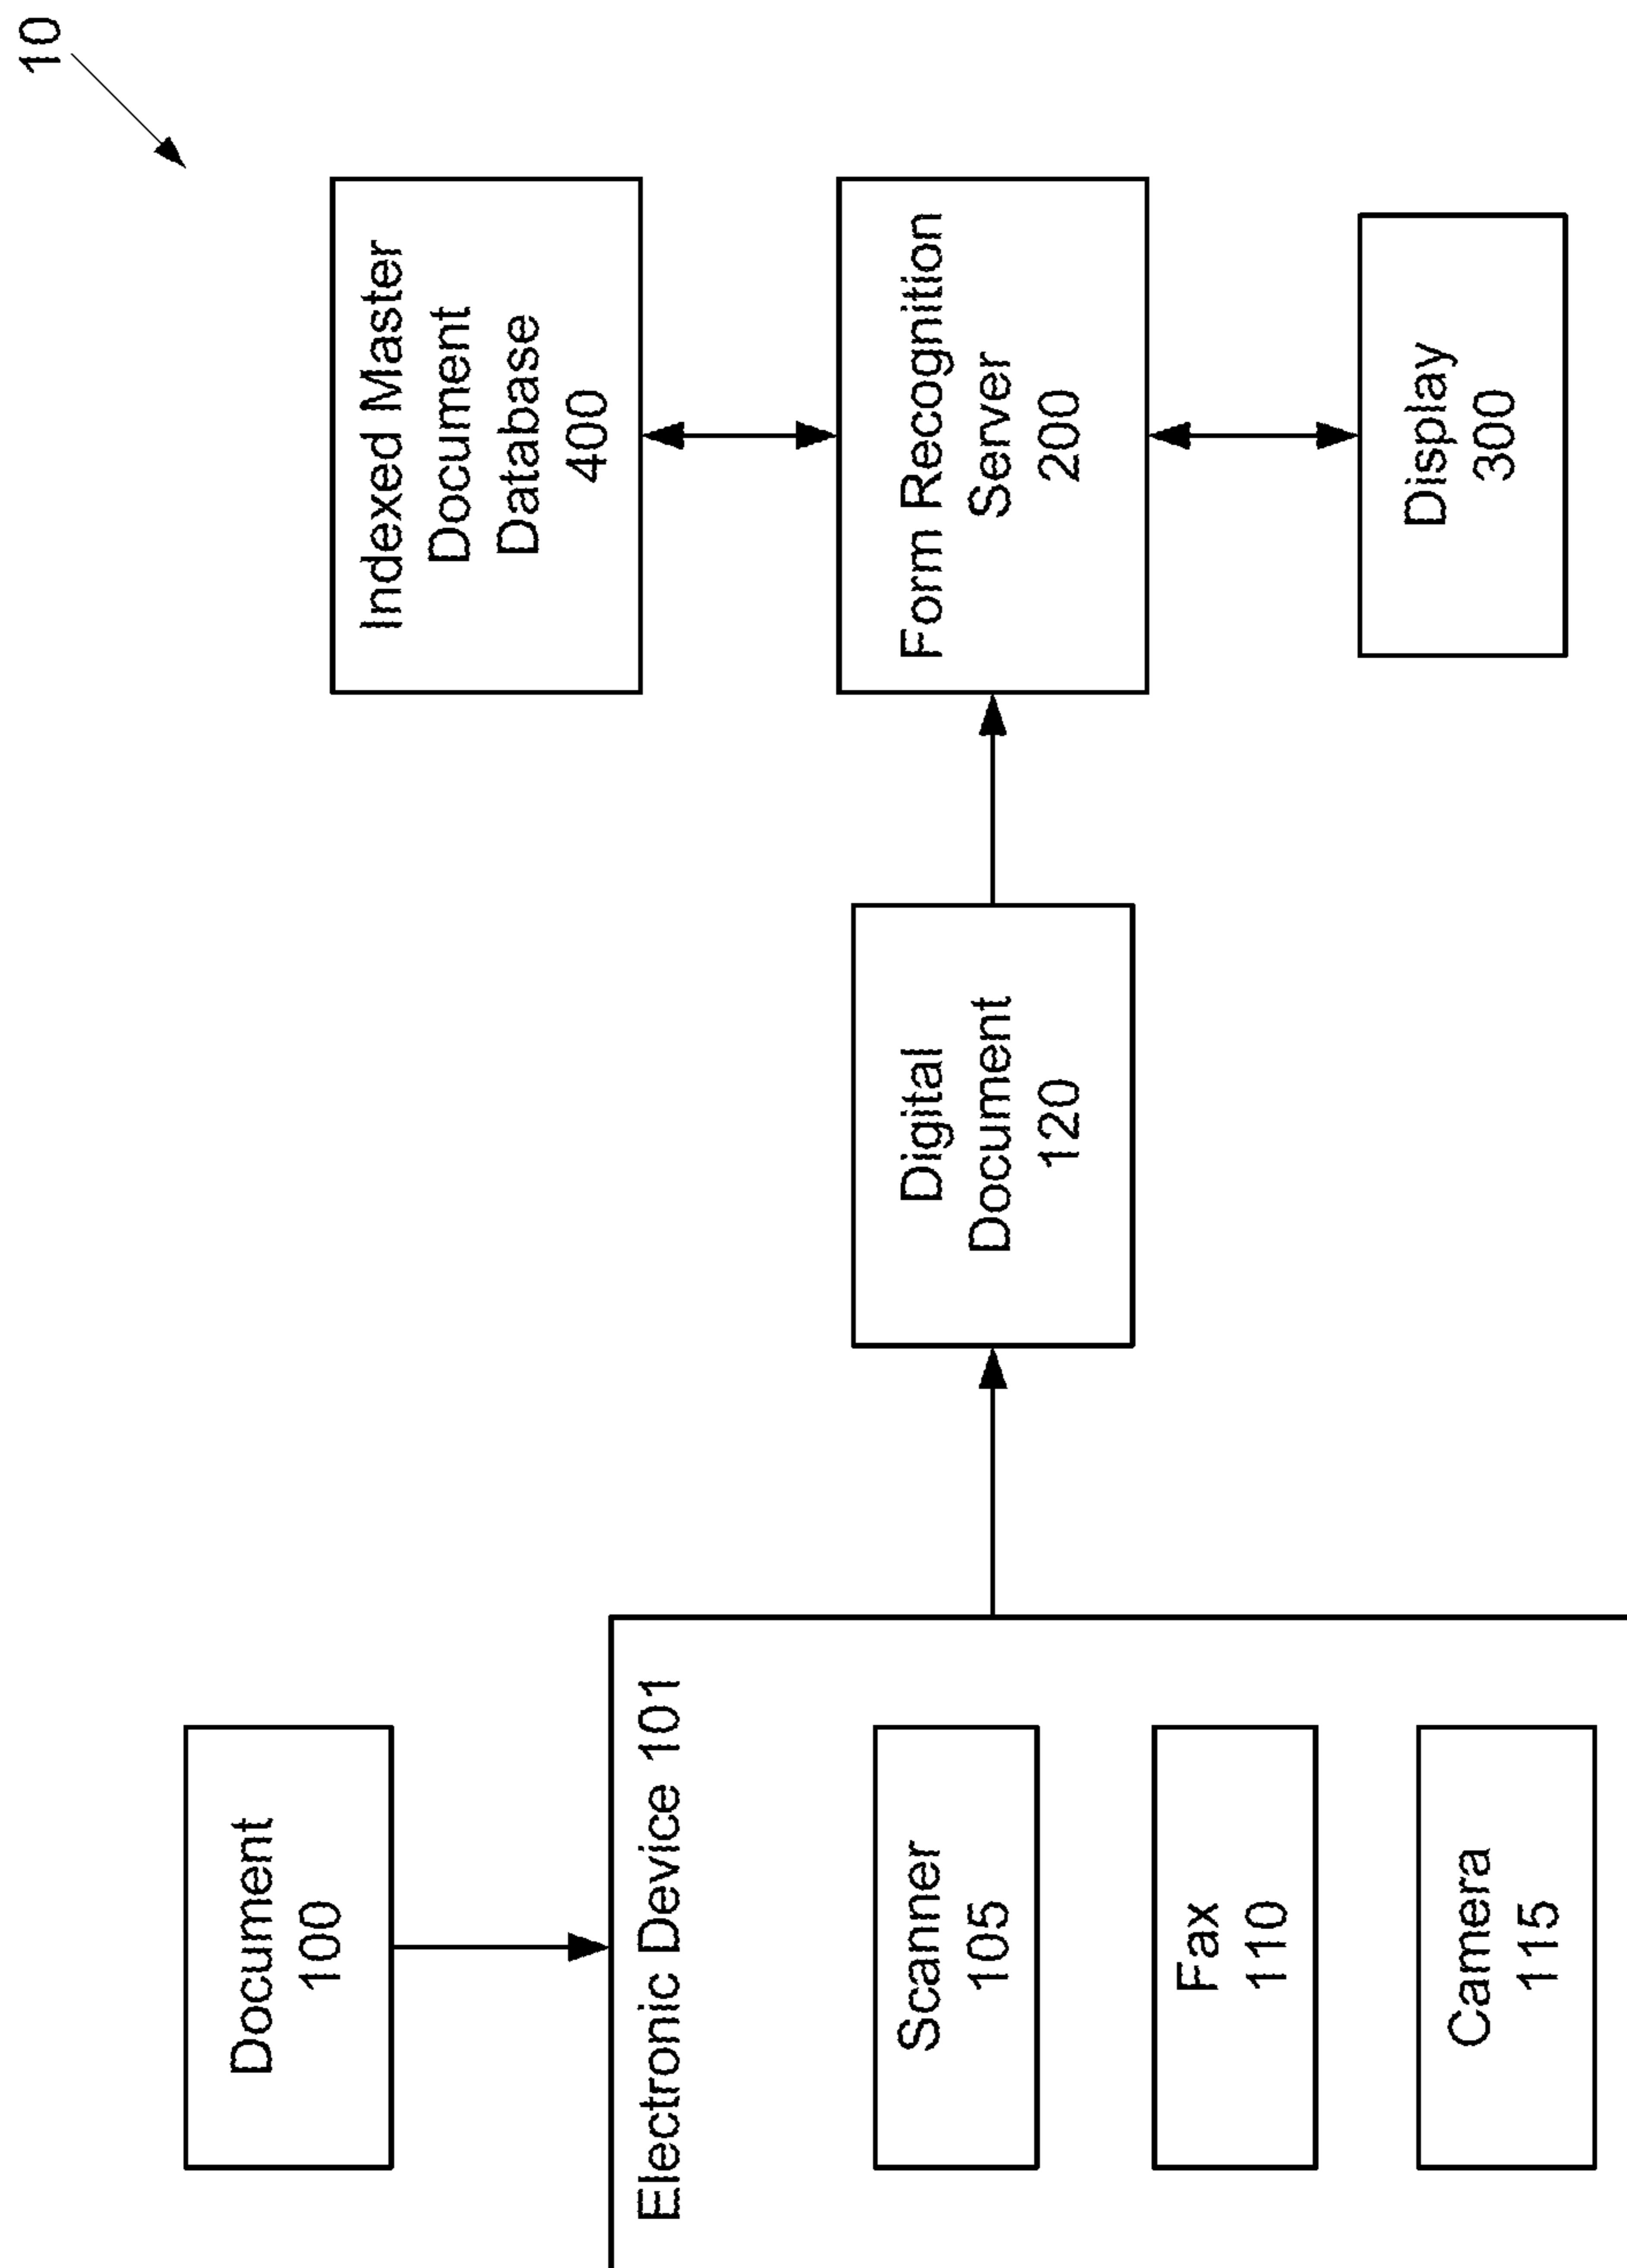 10
Document
100
Electronic Device 101
Scanner
105
Fax
110
Camera
115
Digital
Document
120
Indexed Master
Document
Database
400
Form Recognition
Server
200
Display
300